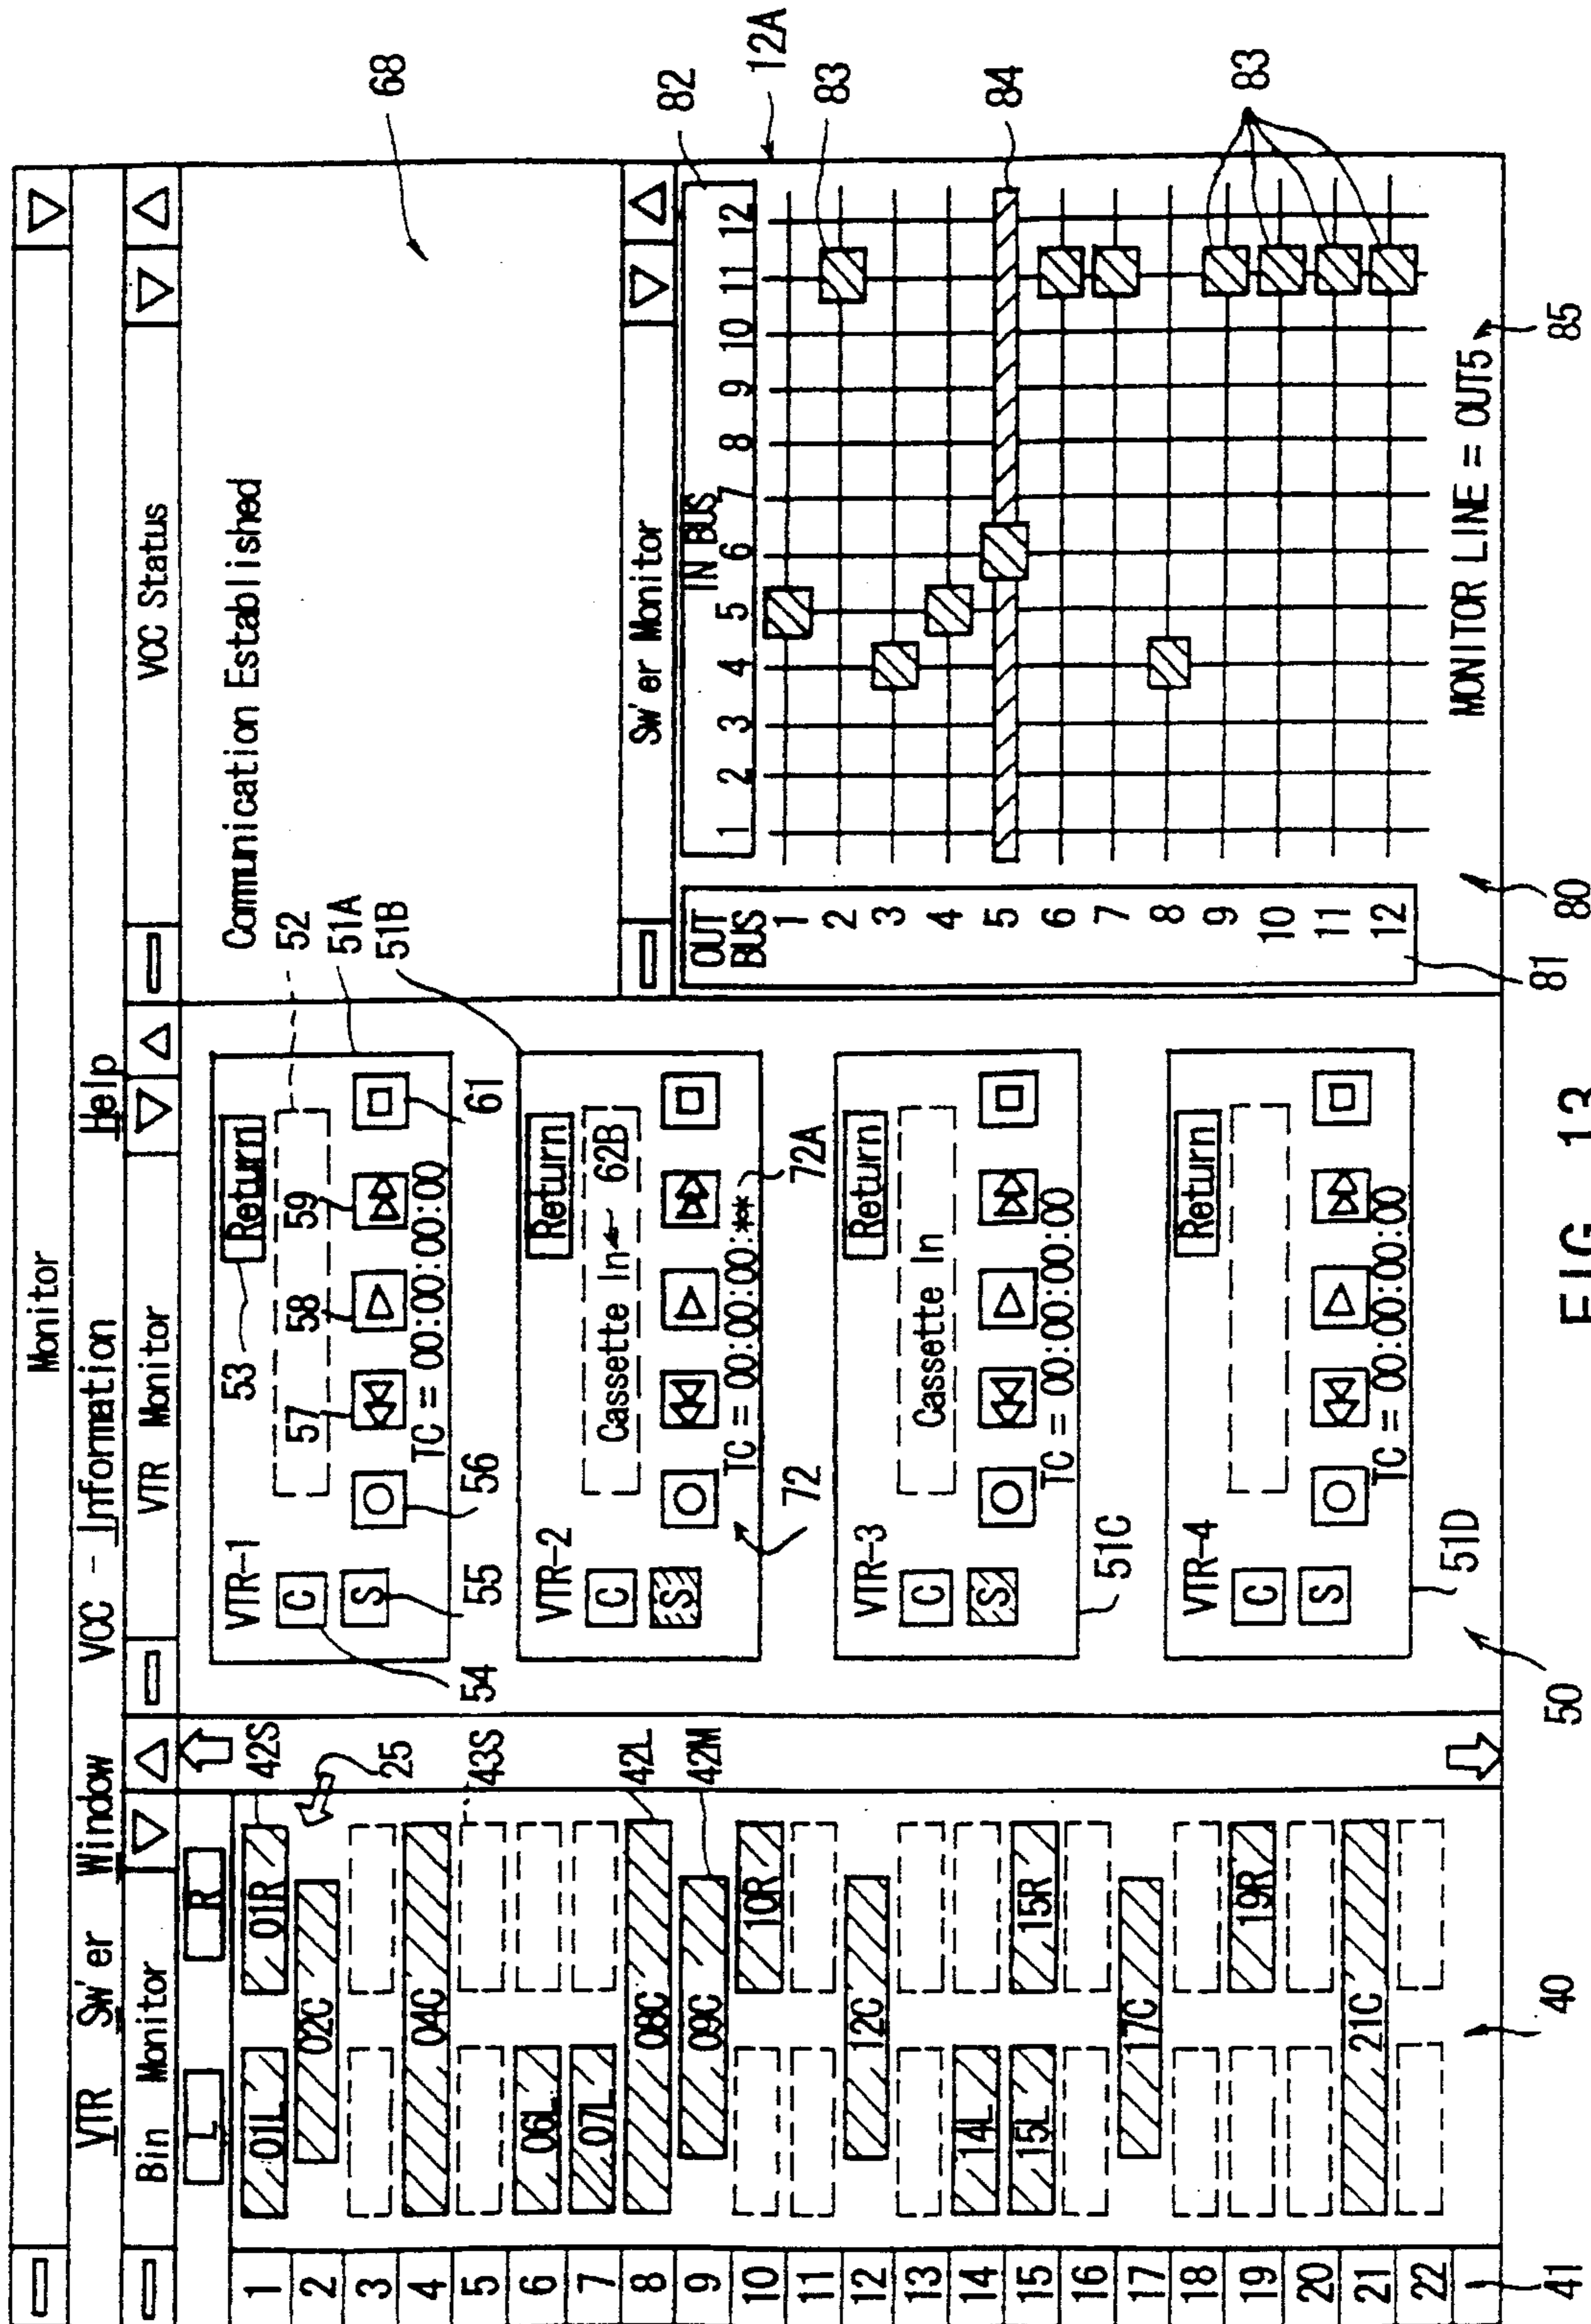 Monitor
VTR Sw'er Window VCC - Information Help
Bin Monitor
L R
1 01L 01R 42S
2 02C 25
3
4 04C
5 43S
6 06L
7 07L
8 08C 42L
9 09C 42M
10 10R
11
12 12C
13
14 14L
15 15L 15R
16
17 17C
18
19 19R
20
21 21C
22
41
40
VTR Monitor
VTR-1 53 Return 52
51A
C 57 58 59
S
TC = 00:00:00:00
54 55 56 61
51B
VTR-2 Return
C Cassette In 62B
S
TC = 00:00:00:**
72 72A
VTR-3 Return
C Cassette In
S
TC = 00:00:00:00
51C
VTR-4 Return
C
S
TC = 00:00:00:00
51D
50
VCC Status
Communication Established
68
Sw'er Monitor
82
12A
OUT
BUS
IN BUS
1 2 3 4 5 6 7 8 9 10 11 12
1
2 83
3
4
5 84
6
7
8
9 83
10
11
12
MONITOR LINE = OUT5
81 80 85
FIG. 13